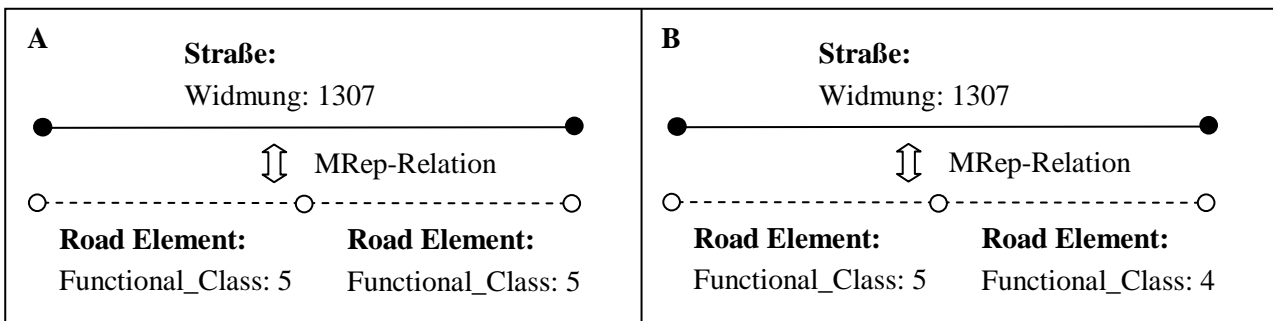 A
Straße:
Widmung: 1307
MRep-Relation
Road Element: Road Element:
Functional_Class: 5 Functional_Class: 5
B
Straße:
Widmung: 1307
MRep-Relation
Road Element: Road Element:
Functional_Class: 5 Functional_Class: 4